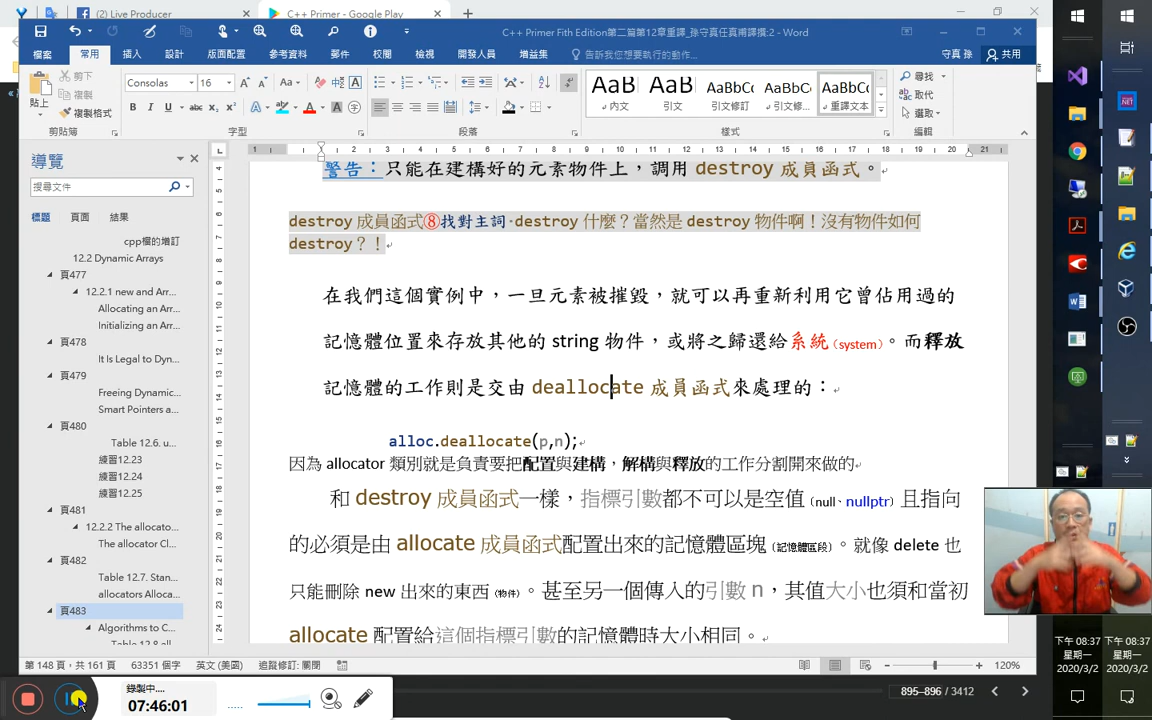 Live Producer
C++ Primer - Google Play
C++ Primer Fith Edition第二篇第12章重譯_孫守真任真甫譯撰2.- Word
檔案
常用
插入
設計
版面配置
參考資料
郵件
校閱
檢視
開發人員
增益集
告訴我您想要執行的動作...
守真 孫
共用
貼上
剪下
複製
複製格式
Consolas
16
AaB
AaB
AaBbCc
AaBbC
AaBbCc
內文
引文
引文修訂
引文修...
重譯文本
尋找
取代
選取
剪貼簿
字型
段落
樣式
編輯
導覽
搜尋文件
標題
頁面
結果
cpp檔的增訂
12.2 Dynamic Arrays
頁477
12.2.1 new and Arr...
Allocating an Arr...
Initializing an Arr...
頁478
It Is Legal to Dyn...
頁479
Freeing Dynamic...
Smart Pointers a...
頁480
Table 12.6. u...
練習12.23
練習12.24
練習12.25
頁481
12.2.2 The allocato...
The allocator Cl...
頁482
Table 12.7. Stan...
allocators Alloca...
頁483
Algorithms to C...
警告：只能在建構好的元素物件上，調用 destroy 成員函式。
destroy 成員函式⑧找對主詞·destroy 什麼？當然是 destroy 物件啊！沒有物件如何
destroy？！
在我們這個實例中，一旦元素被摧毀，就可以再重新利用它曾佔用過的
記憶體位置來存放其他的 string 物件，或將之歸還給系統（system）。而釋放
記憶體的工作則是交由 deallocate 成員函式來處理的：
alloc.deallocate(p,n);
因為 allocator 類別就是負責要把配置與建構，解構與釋放的工作分割開來做的
和 destroy 成員函式一樣，指標引數都不可以是空值（null、nullptr）且指向
的必須是由 allocate 成員函式配置出來的記憶體區塊（記憶體區段）。就像 delete 也
只能刪除 new 出來的東西（物件）。甚至另一個傳入的引數 n，其值大小也須和當初
allocate 配置給這個指標引數的記憶體時大小相同。
第 148 頁，共 161 頁
63351 個字
英文 (美國)
追蹤修訂: 關閉
120%
錄製中....
07:46:01
895–896 / 3412
下午 08:37
星期一
2020/3/2
下午 08:37
星期一
2020/3/2